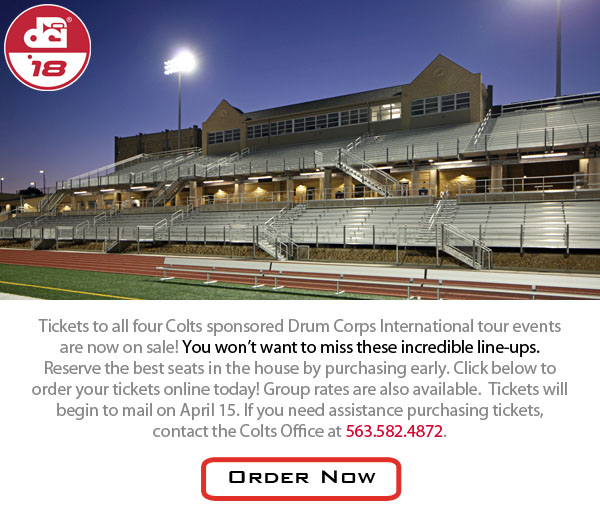 dci
'18
Tickets to all four Colts sponsored Drum Corps International tour events
are now on sale! You won't want to miss these incredible line-ups.
Reserve the best seats in the house by purchasing early. Click below to
order your tickets online today! Group rates are also available.  Tickets will
begin to mail on April 15. If you need assistance purchasing tickets,
contact the Colts Office at 563.582.4872.
Order Now